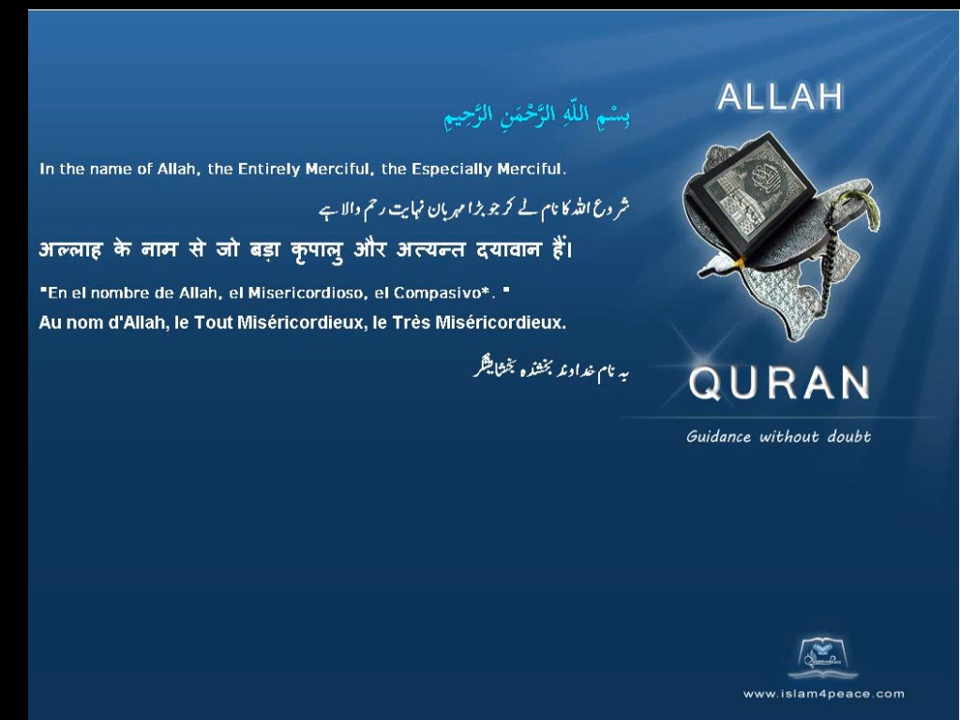 بِسْمِ اللَّهِ الرَّحْمَنِ الرَّحِيمِ
In the name of Allah, the Entirely Merciful, the Especially Merciful.
شروع الله کا نام لے کر جو بڑا مہربان نہایت رحم والا ہے
अल्लाह के नाम से जो बड़ा कृपालु और अत्यन्त दयावान हैं।
"En el nombre de Allah, el Misericordioso, el Compasivo*. "
Au nom d'Allah, le Tout Miséricordieux, le Très Miséricordieux.
به نام خداوند بخشنده بخشایشگر
ALLAH
QURAN
Guidance without doubt
www.islam4peace.com